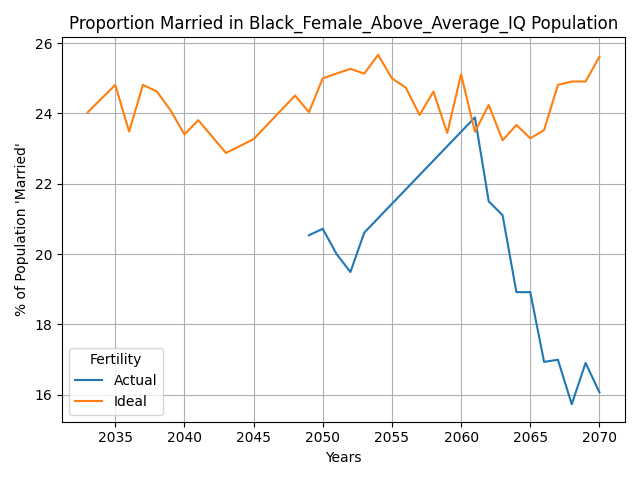 Proportion Married in Black_Female_Above_Average_IQ Population
% of Population 'Married'
26
24
22
20
18
16
Fertility
Actual
Ideal
2035 2040 2045 2050 2055 2060 2065 2070
Years